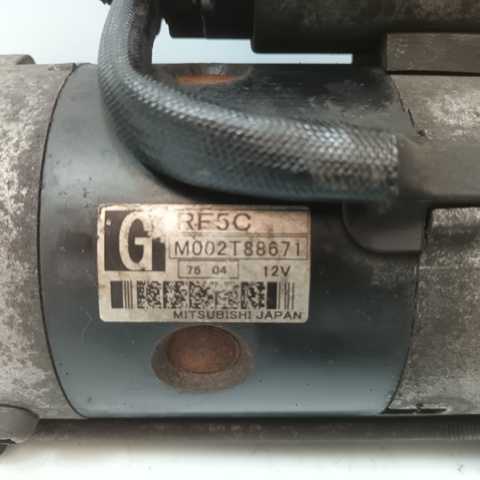 G RF5C
M002T88671
76 04 12V
MITSUBISHI JAPAN